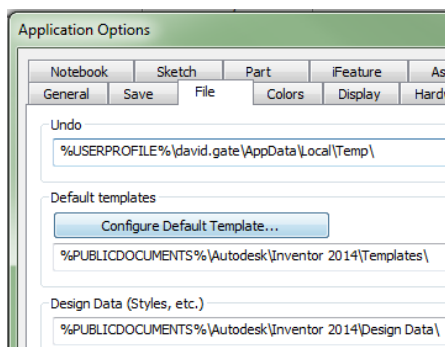 Application Options
Notebook Sketch Part iFeature As
General Save File Colors Display Hardw
Undo
%USERPROFILE%\david.gate\AppData\Local\Temp\
Default templates
Configure Default Template...
%PUBLICDOCUMENTS%\Autodesk\Inventor 2014\Templates\
Design Data (Styles, etc.)
%PUBLICDOCUMENTS%\Autodesk\Inventor 2014\Design Data\